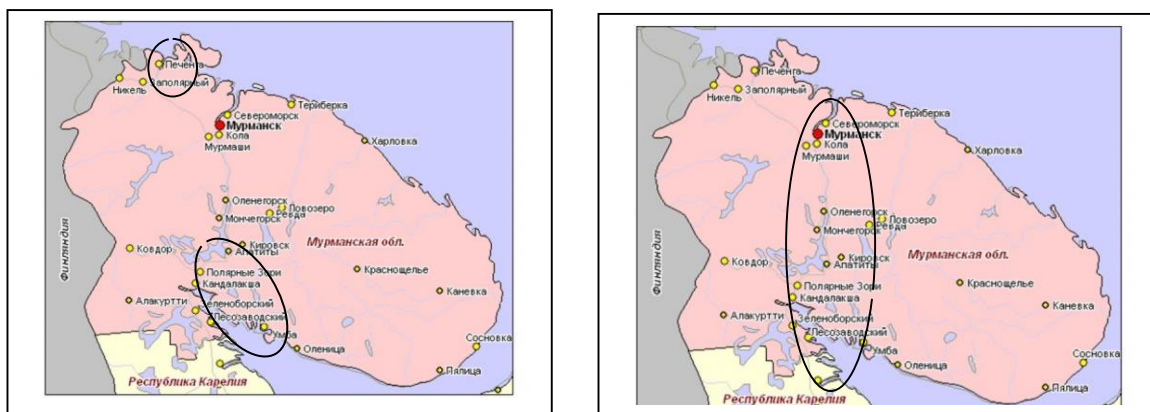 Печенга
Никель
Заполярный
Териберка
Североморск
Мурманск
Кола
Мурмаши
Харловка
Оленегорск
Ловозеро
Ревда
Мончегорск
Мурманская обл.
Кировск
Апатиты
Ковдор
Финляндия
Полярные Зори
Краснощелье
Кандалакша
Каневка
Алакуртти
Зеленоборский
Лесозаводский
Умба
Оленица
Сосновка
Пялица
Республика Карелия
Печенга
Никель
Заполярный
Териберка
Североморск
Мурманск
Кола
Мурмаши
Харловка
Оленегорск
Ловозеро
Ревда
Мончегорск
Мурманская обл.
Кировск
Апатиты
Ковдор
Финляндия
Полярные Зори
Краснощелье
Кандалакша
Каневка
Алакуртти
Зеленоборский
Лесозаводский
Умба
Оленица
Сосновка
Пялица
Республика Карелия